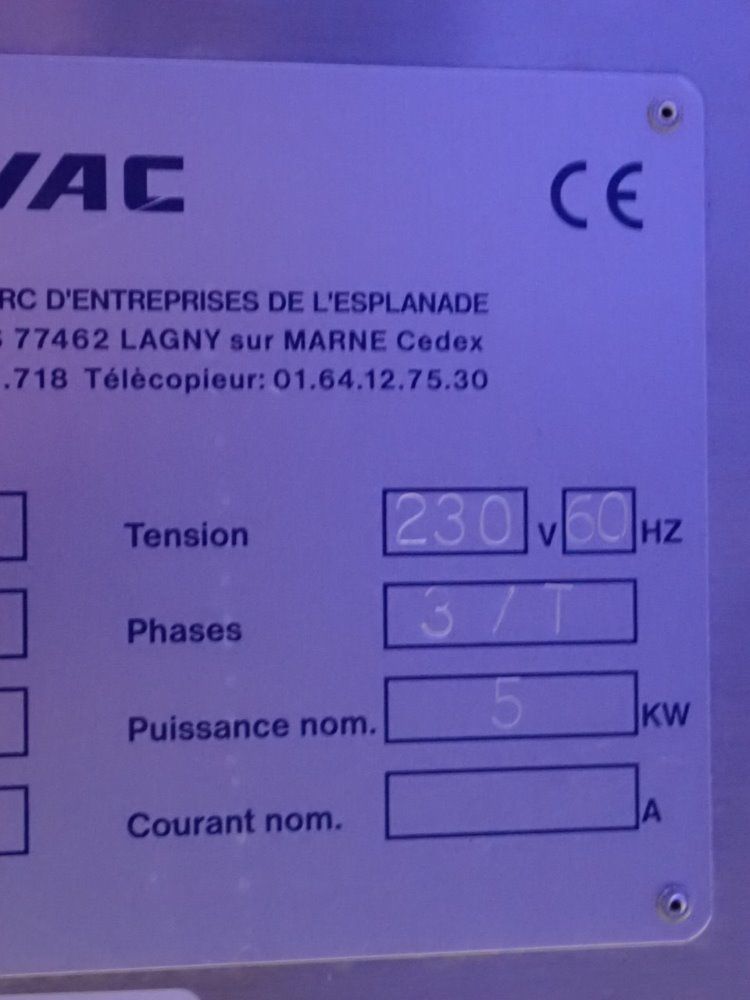 VAC
CE
RC D'ENTREPRISES DE L'ESPLANADE
77462 LAGNY sur MARNE Cedex
.718 Télècopieur: 01.64.12.75.30
Tension 230 V 60 HZ
Phases 3 / T
Puissance nom. 5 KW
Courant nom. A